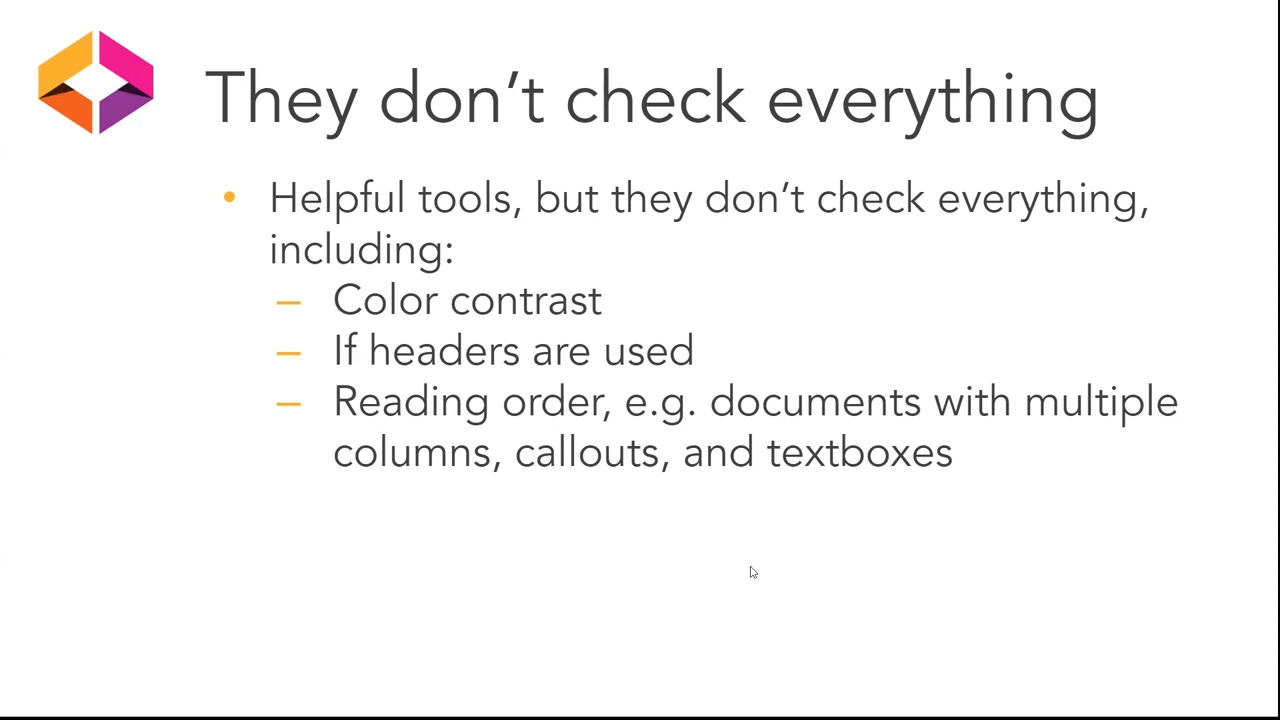 They don’t check everything
• Helpful tools, but they don’t check everything,
including:
– Color contrast
– If headers are used
– Reading order, e.g. documents with multiple
columns, callouts, and textboxes